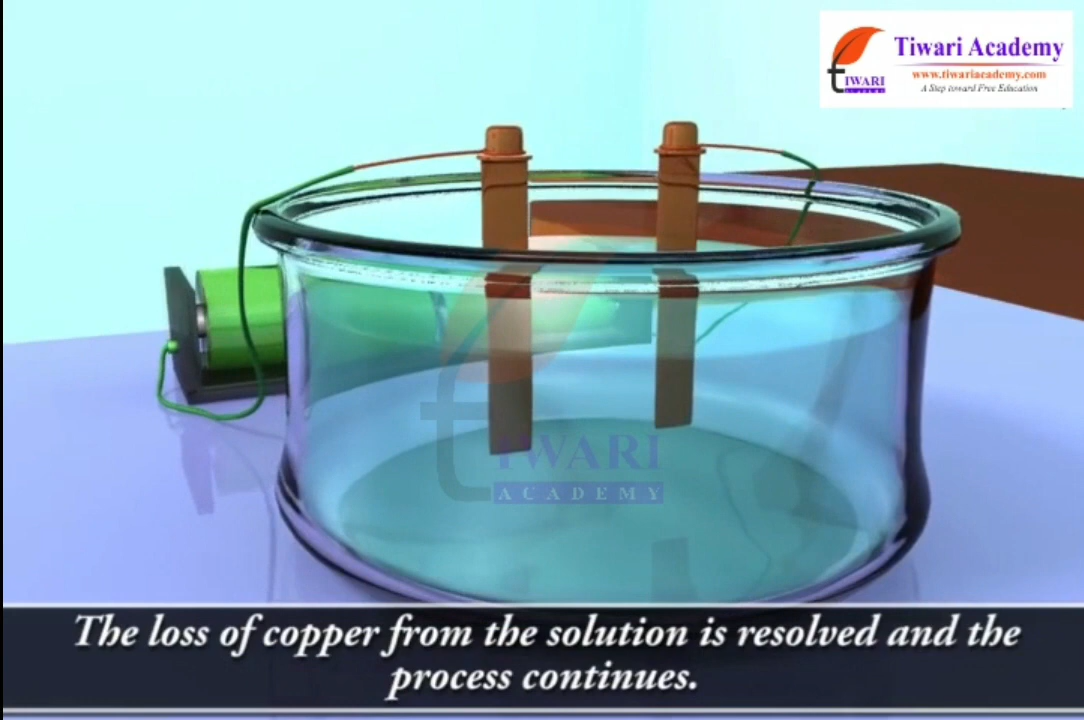 Tiwari Academy
TIWARI
www.tiwariacademy.com
ACADEMY
A Step toward Free Education
TIWARI
ACADEMY
The loss of copper from the solution is resolved and the
process continues.